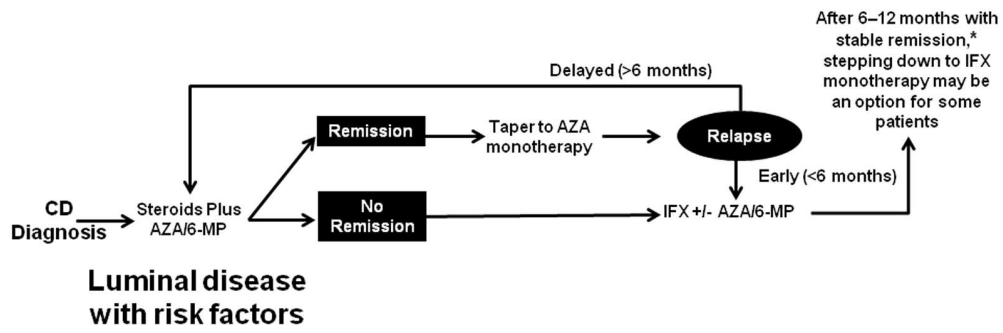 After 6–12 months with
stable remission,*
stepping down to IFX
monotherapy may be
an option for some
patients
Delayed (>6 months)
Remission
Taper to AZA
monotherapy
Relapse
Early (<6 months)
CD
Diagnosis
Steroids Plus
AZA/6-MP
No
Remission
IFX +/- AZA/6-MP
Luminal disease
with risk factors